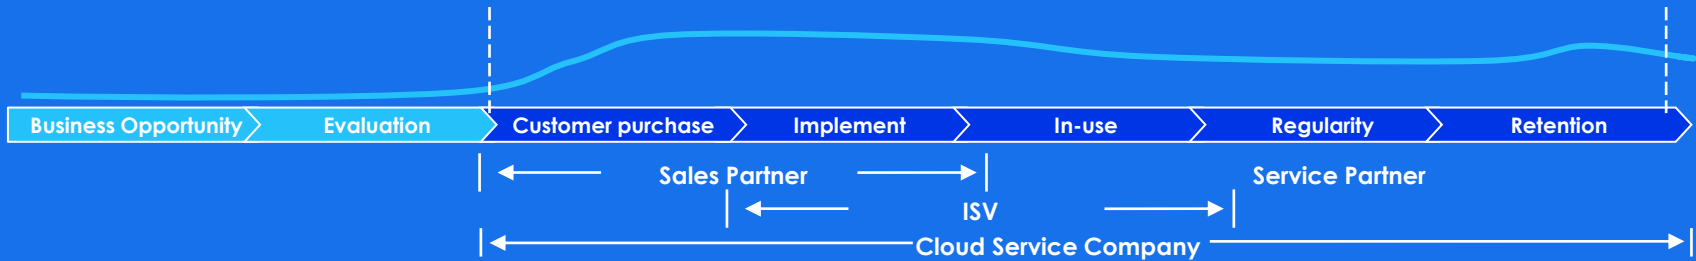 Business Opportunity Evaluation Customer purchase Implement In-use Regularity Retention
Sales Partner Service Partner
ISV
Cloud Service Company